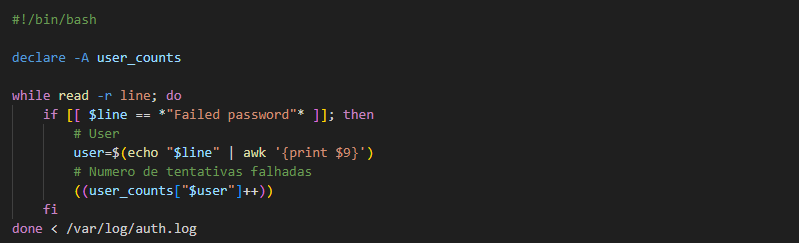 #!/bin/bash
declare -A user_counts
while read -r line; do
if [[ $line == *"Failed password"* ]]; then
# User
user=$(echo "$line" | awk '{print $9}')
# Numero de tentativas falhadas
((user_counts["$user"]++))
fi
done < /var/log/auth.log